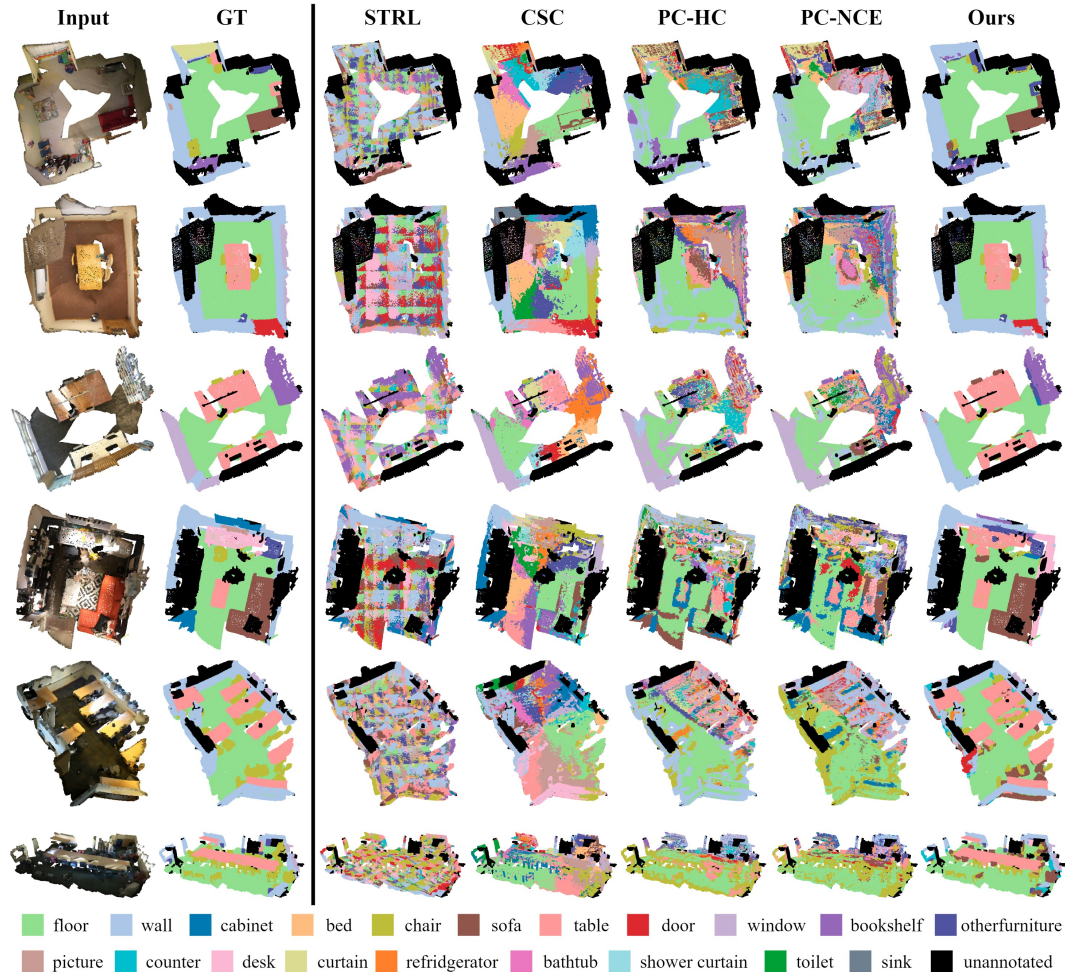 Input GT STRL CSC PC-HC PC-NCE Ours
floor wall cabinet bed chair sofa table door window bookshelf otherfurniture
picture counter desk curtain refridgerator bathtub shower curtain toilet sink unannotated